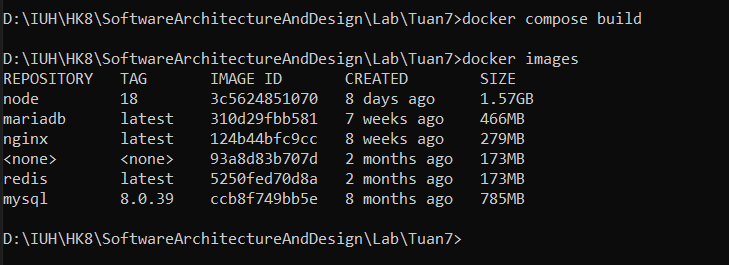 D:\IUH\HK8\SoftwareArchitectureAndDesign\Lab\Tuan7>docker compose build
D:\IUH\HK8\SoftwareArchitectureAndDesign\Lab\Tuan7>docker images
REPOSITORY TAG IMAGE ID CREATED SIZE
node 18 3c5624851070 8 days ago 1.57GB
mariadb latest 310d29fbb581 7 weeks ago 466MB
nginx latest 124b44bfc9cc 8 weeks ago 279MB
<none> <none> 93a8d83b707d 2 months ago 173MB
redis latest 5250fed70d8a 2 months ago 173MB
mysql 8.0.39 ccb8f749bb5e 8 months ago 785MB
D:\IUH\HK8\SoftwareArchitectureAndDesign\Lab\Tuan7>